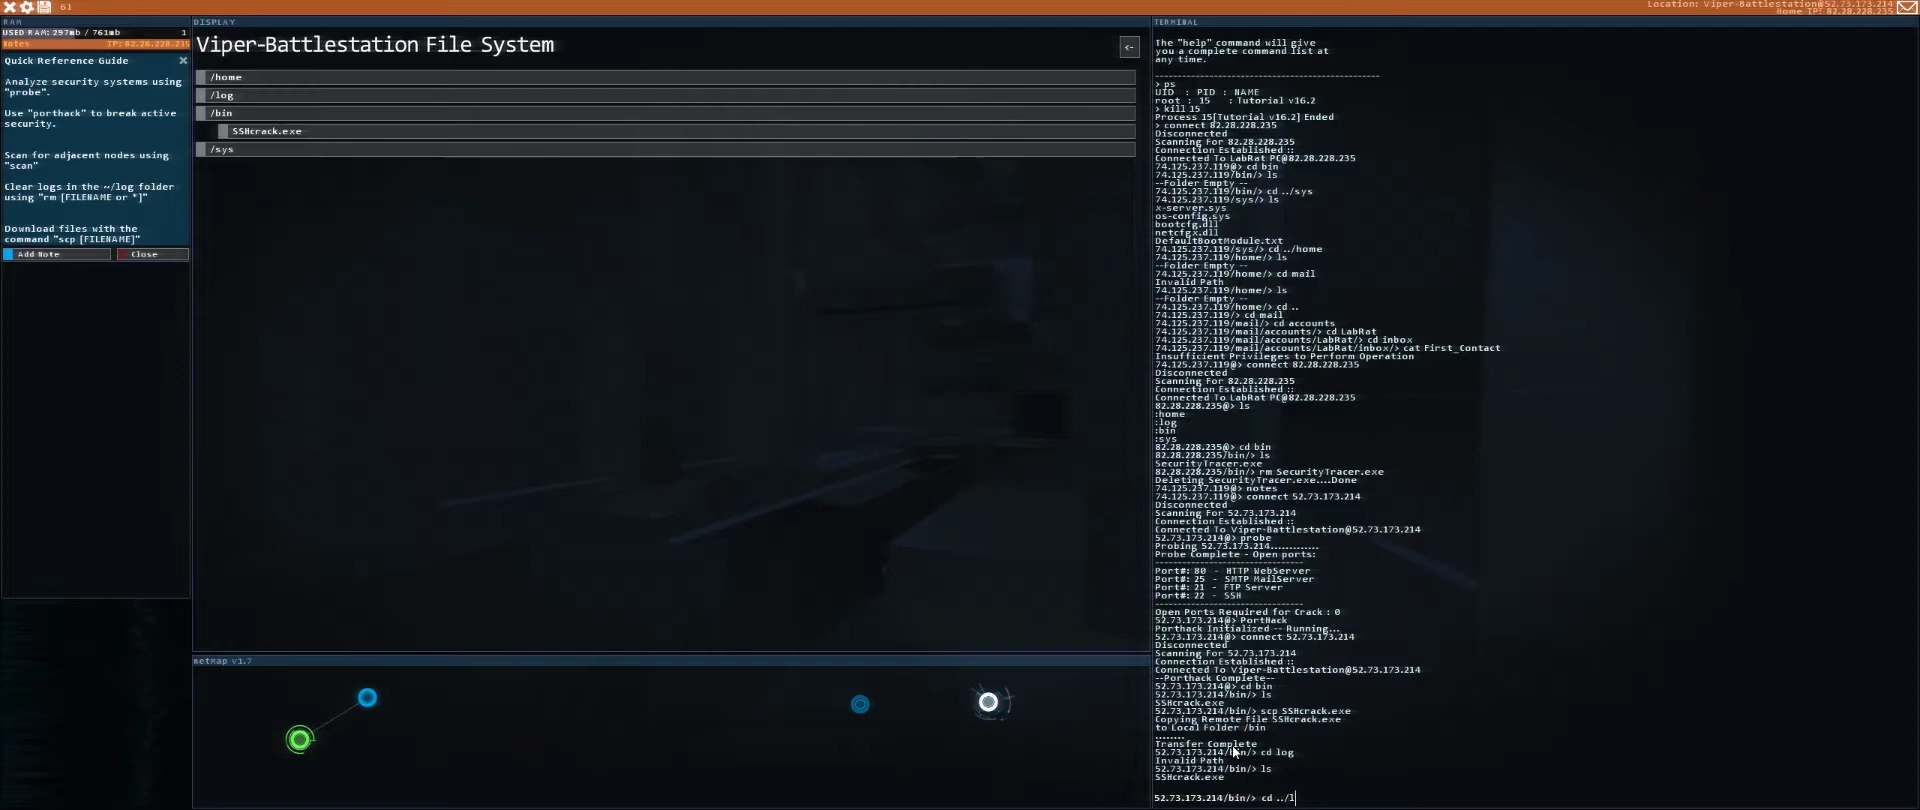 61
Location: Viper-Battlestation@52.73.173.214
Home IP: 82.28.228.235
RAM
USED RAM: 297mb / 761mb 1
Notes IP: 82.28.228.235
Quick Reference Guide
Analyze security systems using
"probe".
Use "porthack" to break active
security.
Scan for adjacent nodes using
"scan"
Clear logs in the ~/log folder
using "rm [FILENAME or *]"
Download files with the
command "scp [FILENAME]"
Add Note Close
DISPLAY
Viper-Battlestation File System
<-
/home
/log
/bin
SSHcrack.exe
/sys
netMap v1.7
TERMINAL
The "help" command will give
you a complete command list at
any time.
--------------------------------------------------
> ps
UID : PID : NAME
root : 15 : Tutorial v16.2
> kill 15
Process 15[Tutorial v16.2] Ended
> connect 82.28.228.235
Disconnected
Scanning For 82.28.228.235
Connection Established ::
Connected To LabRat PC@82.28.228.235
74.125.237.119@> cd bin
74.125.237.119/bin/> ls
--Folder Empty --
74.125.237.119/bin/> cd ../sys
74.125.237.119/sys/> ls
x-server.sys
os-config.sys
bootcfg.dll
netcfgx.dll
DefaultBootModule.txt
74.125.237.119/sys/> cd ../home
74.125.237.119/home/> ls
--Folder Empty --
74.125.237.119/home/> cd mail
Invalid Path
74.125.237.119/home/> ls
--Folder Empty --
74.125.237.119/home/> cd ..
74.125.237.119/> cd mail
74.125.237.119/mail/> cd accounts
74.125.237.119/mail/accounts/> cd LabRat
74.125.237.119/mail/accounts/LabRat/> cd inbox
74.125.237.119/mail/accounts/LabRat/inbox/> cat First_Contact
Insufficient Privileges to Perform Operation
74.125.237.119@> connect 82.28.228.235
Disconnected
Scanning For 82.28.228.235
Connection Established ::
Connected To LabRat PC@82.28.228.235
82.28.228.235@> ls
:home
:log
:bin
:sys
82.28.228.235@> cd bin
82.28.228.235/bin/> ls
SecurityTracer.exe
82.28.228.235/bin/> rm SecurityTracer.exe
Deleting SecurityTracer.exe....Done
74.125.237.119@> notes
74.125.237.119@> connect 52.73.173.214
Disconnected
Scanning For 52.73.173.214
Connection Established ::
Connected To Viper-Battlestation@52.73.173.214
52.73.173.214@> probe
Probing 52.73.173.214.............
Probe Complete - Open ports:
---------------------------------
Port#: 80 - HTTP WebServer
Port#: 25 - SMTP MailServer
Port#: 21 - FTP Server
Port#: 22 - SSH
---------------------------------
Open Ports Required for Crack : 0
52.73.173.214@> PortHack
Porthack Initialized -- Running...
52.73.173.214@> connect 52.73.173.214
Disconnected
Scanning For 52.73.173.214
Connection Established ::
Connected To Viper-Battlestation@52.73.173.214
--Porthack Complete--
52.73.173.214@> cd bin
52.73.173.214/bin/> ls
SSHcrack.exe
52.73.173.214/bin/> scp SSHcrack.exe
Copying Remote File SSHcrack.exe
to Local Folder /bin
........
Transfer Complete
52.73.173.214/bin/> cd log
Invalid Path
52.73.173.214/bin/> ls
SSHcrack.exe
52.73.173.214/bin/> cd ../l